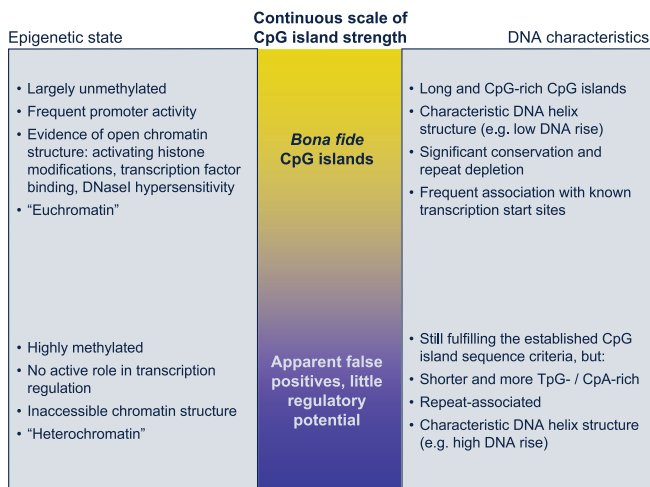 Epigenetic state
Continuous scale of
CpG island strength
DNA characteristics
• Largely unmethylated
• Frequent promoter activity
• Evidence of open chromatin
structure: activating histone
modifications, transcription factor
binding, DNaseI hypersensitivity
• “Euchromatin”
Bona fide
CpG islands
• Long and CpG-rich CpG islands
• Characteristic DNA helix
structure (e.g. low DNA rise)
• Significant conservation and
repeat depletion
• Frequent association with known
transcription start sites
• Highly methylated
• No active role in transcription
regulation
• Inaccessible chromatin structure
• “Heterochromatin”
Apparent false
positives, little
regulatory
potential
• Still fulfilling the established CpG
island sequence criteria, but:
• Shorter and more TpG- / CpA-rich
• Repeat-associated
• Characteristic DNA helix structure
(e.g. high DNA rise)